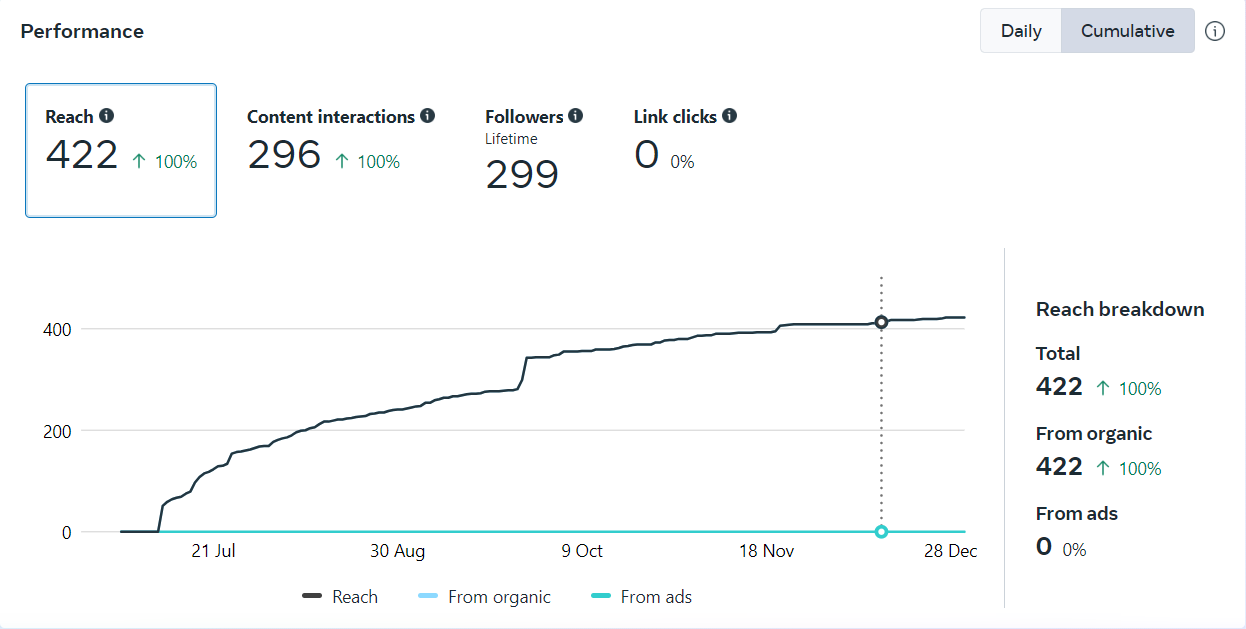 Performance
Daily
Cumulative
Reach
422 ↑ 100%
Content interactions
296 ↑ 100%
Followers
Lifetime
299
Link clicks
0 0%
400
200
0
21 Jul
30 Aug
9 Oct
18 Nov
28 Dec
Reach
From organic
From ads
Reach breakdown
Total
422 ↑ 100%
From organic
422 ↑ 100%
From ads
0 0%